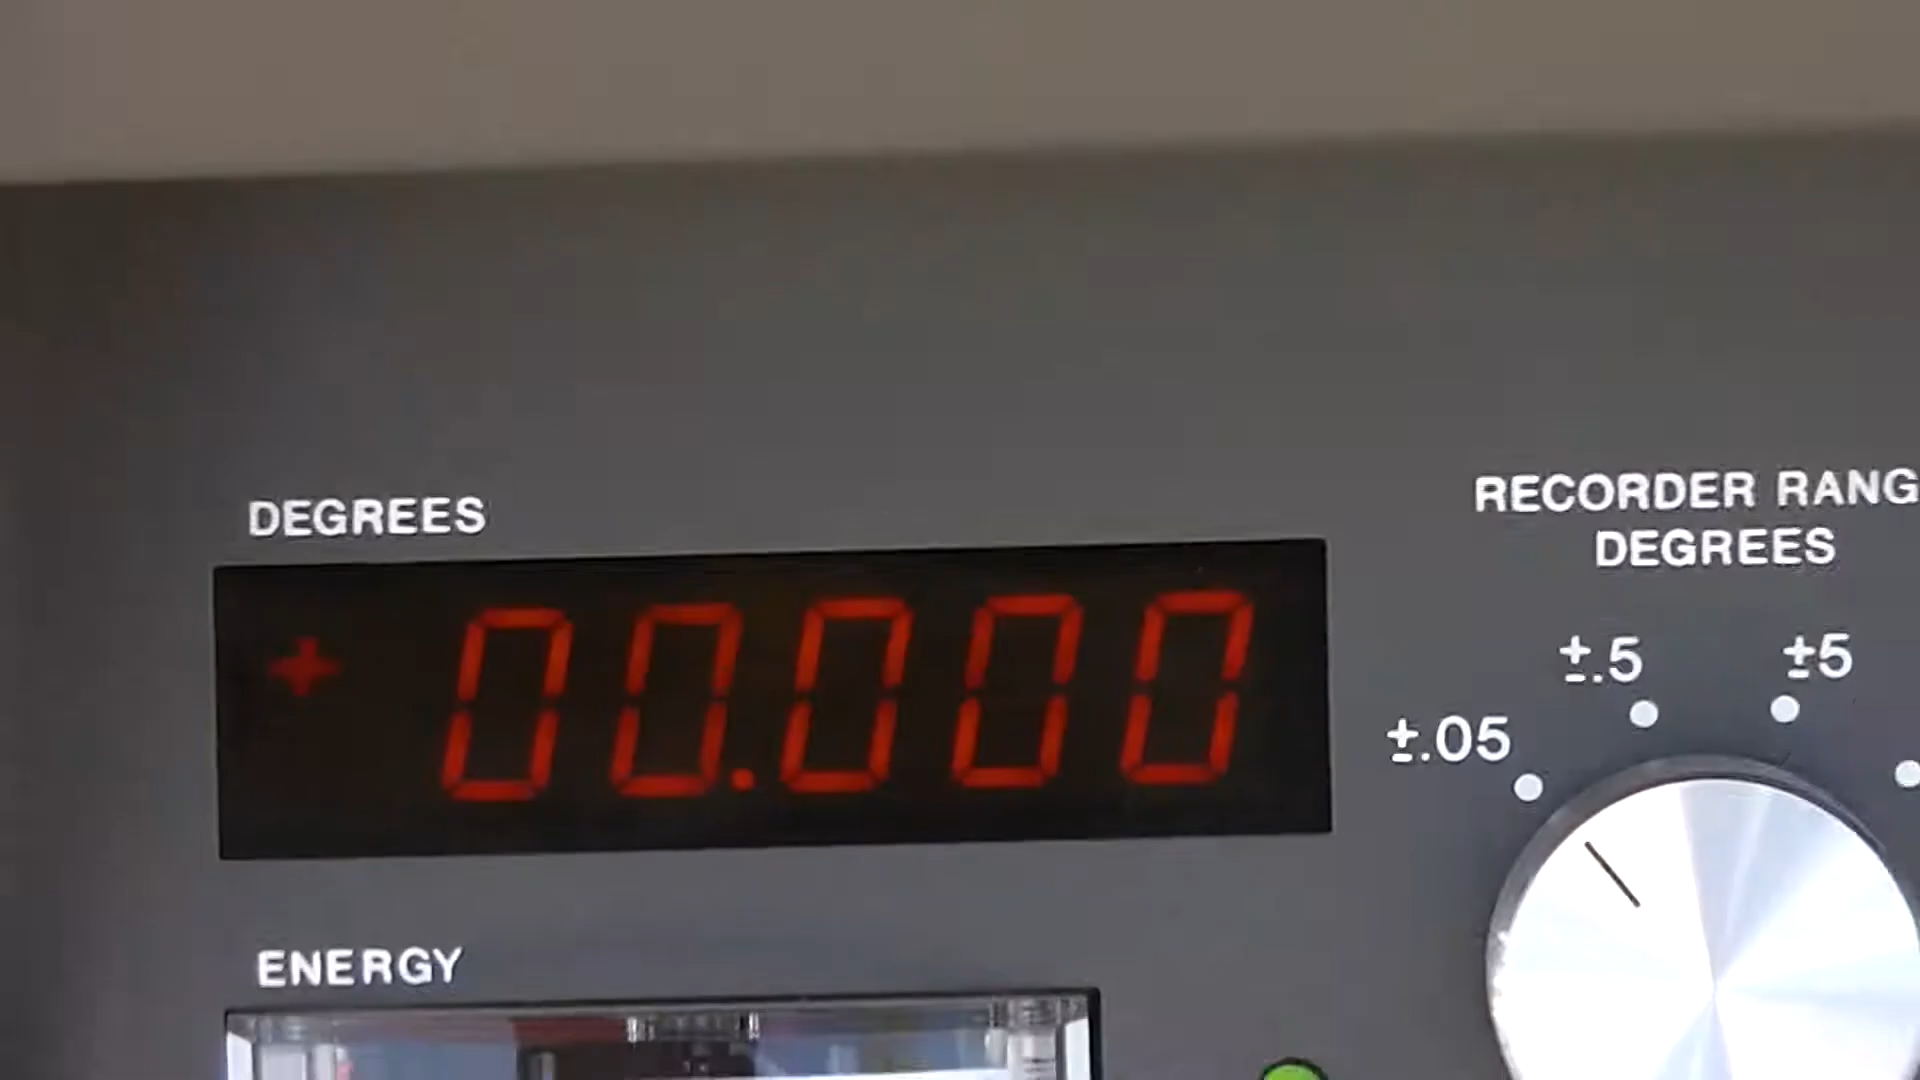 DEGREES
+ 00.000
RECORDER RANG
DEGREES
±.05
±.5
±5
ENERGY